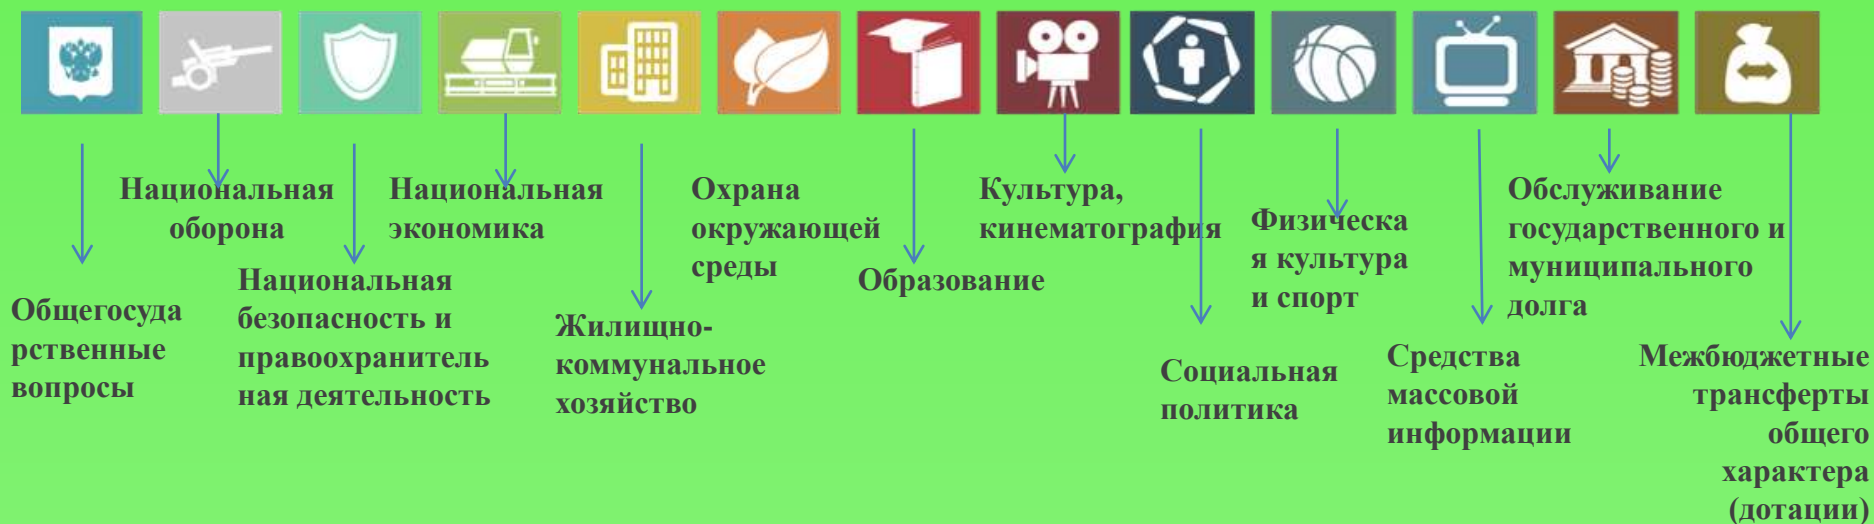 Общегосуда
рственные
вопросы
Национальная
оборона
Национальная
безопасность и
правоохранитель
ная деятельность
Национальная
экономика
Жилищно-
коммунальное
хозяйство
Охрана
окружающей
среды
Образование
Культура,
кинематография
Социальная
политика
Физическа
я культура
и спорт
Средства
массовой
информации
Обслуживание
государственного и
муниципального
долга
Межбюджетные
трансферты
общего
характера
(дотации)